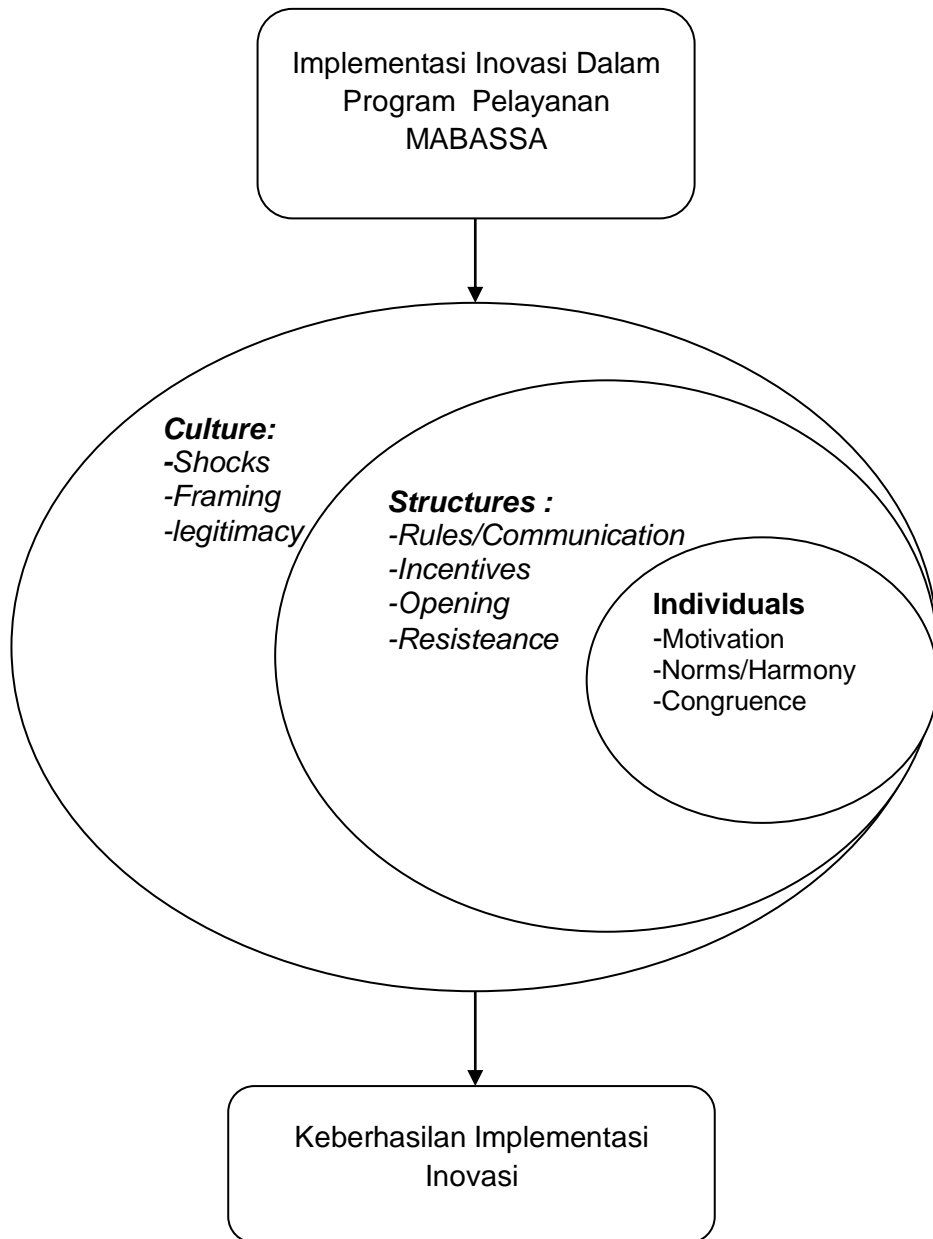 Implementasi Inovasi Dalam
Program Pelayanan
MABASSA
Culture:
-Shocks
-Framing
-legitimacy
Structures :
-Rules/Communication
-Incentives
-Opening
-Resisteance
Individuals
-Motivation
-Norms/Harmony
-Congruence
Keberhasilan Implementasi
Inovasi